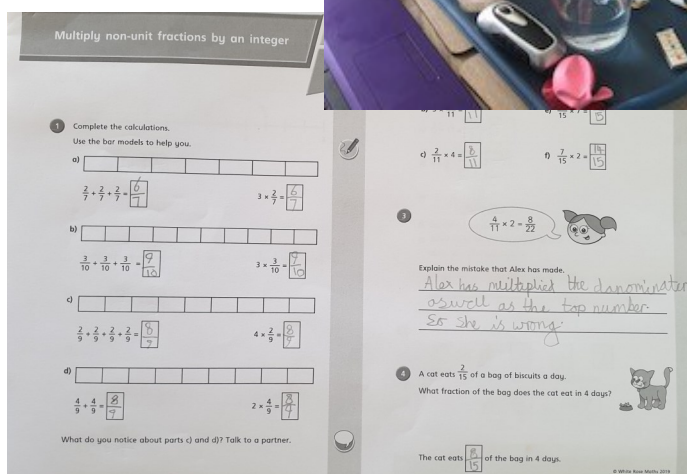 Multiply non-unit fractions by an integer
1 Complete the calculations.
Use the bar models to help you.
a)
2/7 + 2/7 + 2/7 = 6/7 3 × 2/7 = 6/7
b)
3/10 + 3/10 + 3/10 = 9/10 3 × 3/10 = 9/10
c)
2/9 + 2/9 + 2/9 + 2/9 = 8/9 4 × 2/9 = 8/9
d)
4/9 + 4/9 = 8/9 2 × 4/9 = 8/9
What do you notice about parts c) and d)? Talk to a partner.
c) 2/11 × 4 = 8/11 f) 7/15 × 2 = 14/15
3
4/11 × 2 = 8/22
Explain the mistake that Alex has made.
Alex has multiplied the danominater
aswell as the top number.
So she is wrong.
4 A cat eats 2/15 of a bag of biscuits a day.
What fraction of the bag does the cat eat in 4 days?
The cat eats 8/15 of the bag in 4 days.
© White Rose Maths 2019